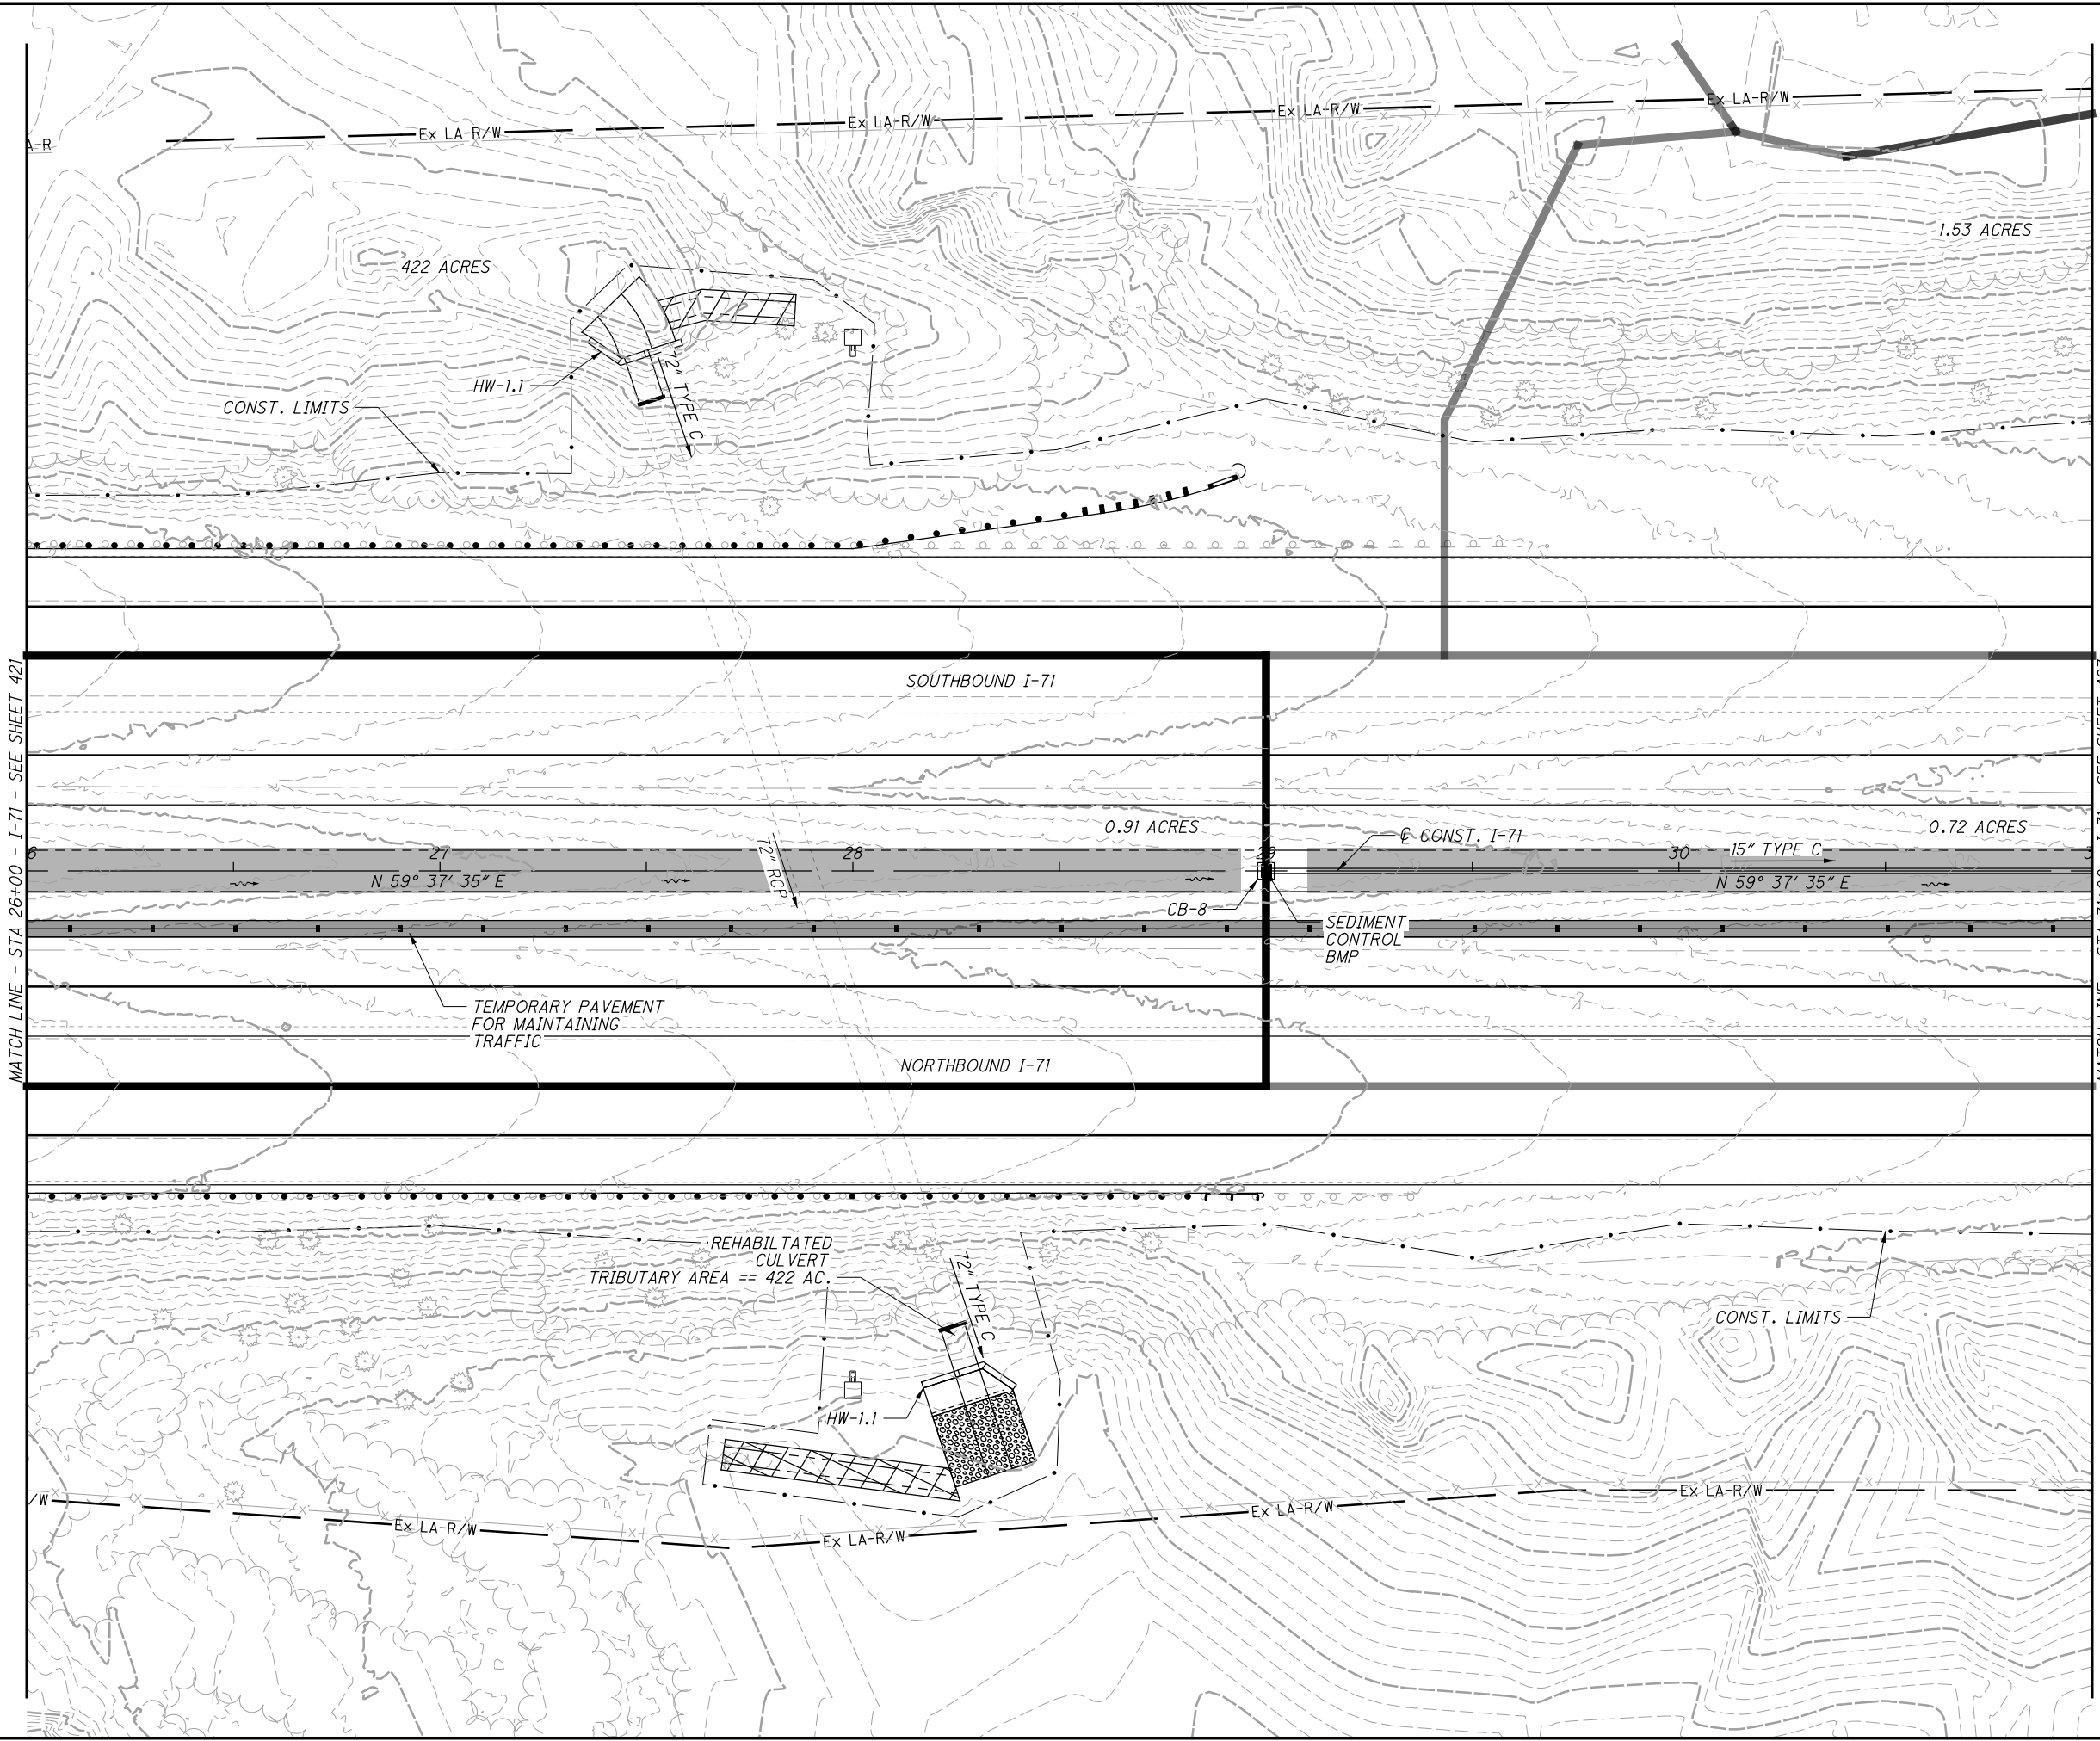 Ex LA-R/W
Ex LA-R/W
Ex LA-R/W
Ex LA-R/W
A-R
422 ACRES
1.53 ACRES
HW-1.1
72" TYPE C
CONST. LIMITS
MATCH LINE - STA 26+00 - I-71 - SEE SHEET 421
SOUTHBOUND I-71
0.91 ACRES
℄ CONST. I-71
0.72 ACRES
6
27
28
29
30
3
15" TYPE C
N 59° 37' 35" E
N 59° 37' 35" E
72" RCP
CB-8
SEDIMENT
CONTROL
BMP
TEMPORARY PAVEMENT
FOR MAINTAINING
TRAFFIC
NORTHBOUND I-71
REHABILTATED
CULVERT
TRIBUTARY AREA == 422 AC.
72" TYPE C
CONST. LIMITS
HW-1.1
/W
Ex LA-R/W
Ex LA-R/W
Ex LA-R/W
Ex LA-R/W